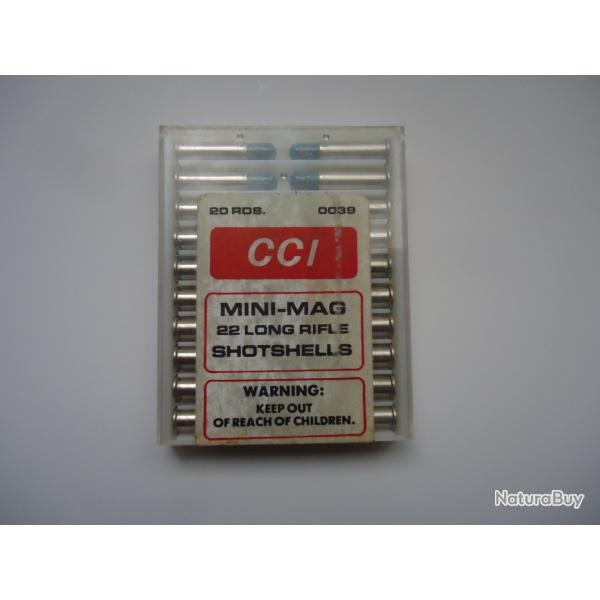 20 RDS. 0039
CCI
MINI-MAG
22 LONG RIFLE
SHOTSHELLS
WARNING:
KEEP OUT
OF REACH OF CHILDREN.
NaturaBuy